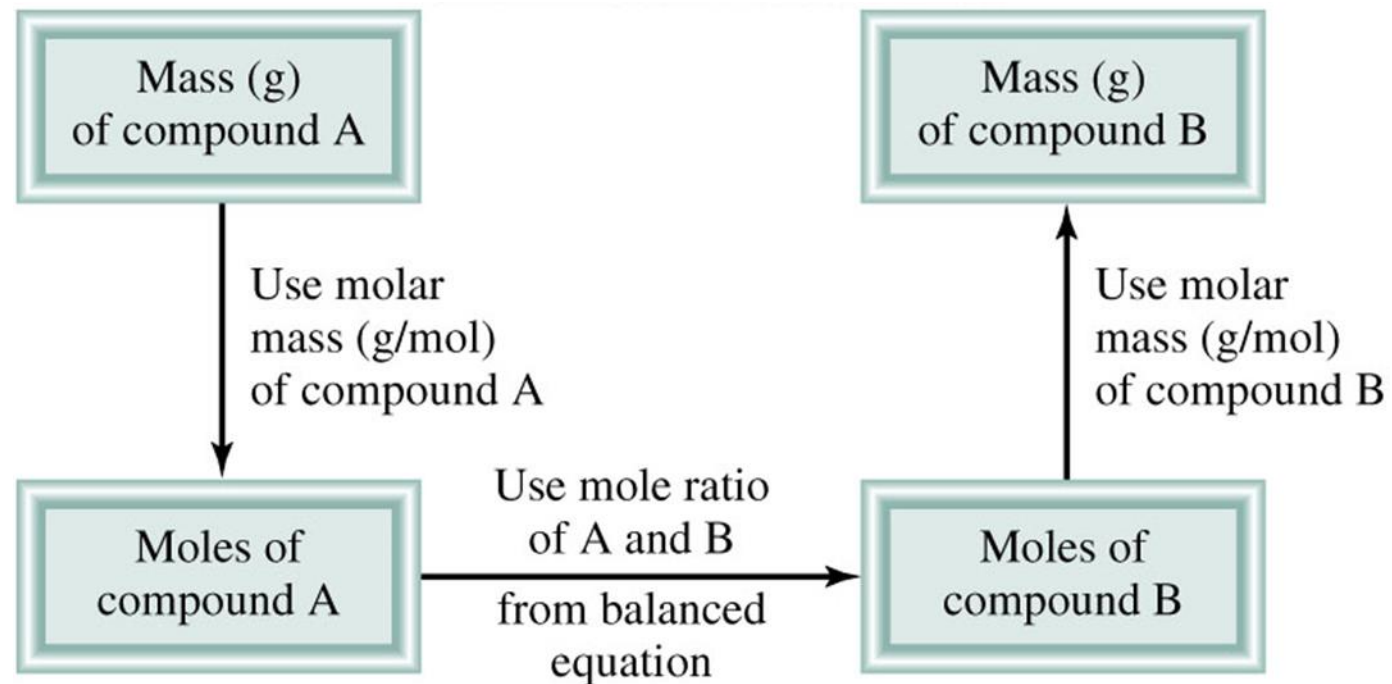 Mass (g)
of compound A
Mass (g)
of compound B
Use molar
mass (g/mol)
of compound A
Use molar
mass (g/mol)
of compound B
Moles of
compound A
Use mole ratio
of A and B
from balanced
equation
Moles of
compound B